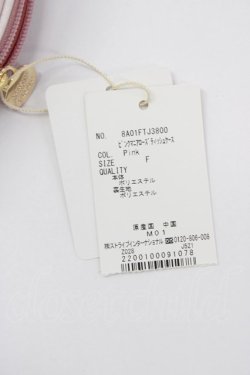 NO. 8A01FTJ3800
ピンクマニアローズティッシュケース
COL. Pink
SIZE F
QUALITY
本体
ポリエステル
裏生地
ポリエステル
原産国 中国
M01
㈱ストライプインターナショナル 0120-806-008
Z028 J521
2200100091078